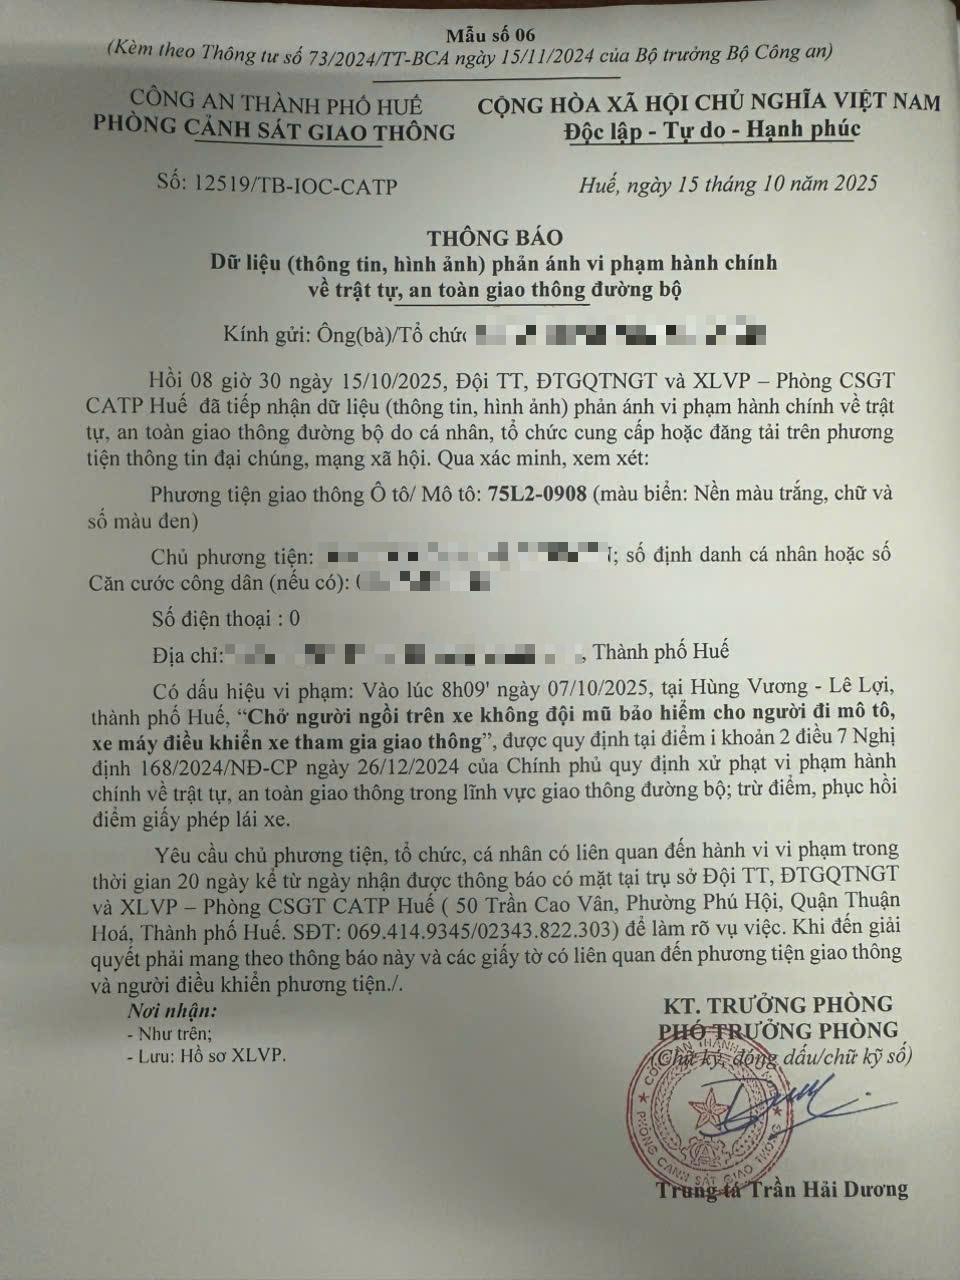 Mẫu số 06
(Kèm theo Thông tư số 73/2024/TT-BCA ngày 15/11/2024 của Bộ trưởng Bộ Công an)
CÔNG AN THÀNH PHỐ HUẾ
PHÒNG CẢNH SÁT GIAO THÔNG
CỘNG HÒA XÃ HỘI CHỦ NGHĨA VIỆT NAM
Độc lập - Tự do - Hạnh phúc
Số: 12519/TB-IOC-CATP
Huế, ngày 15 tháng 10 năm 2025
THÔNG BÁO
Dữ liệu (thông tin, hình ảnh) phản ánh vi phạm hành chính
về trật tự, an toàn giao thông đường bộ
Kính gửi: Ông(bà)/Tổ chức
Hồi 08 giờ 30 ngày 15/10/2025, Đội TT, ĐTGQTNGT và XLVP – Phòng CSGT
CATP Huế đã tiếp nhận dữ liệu (thông tin, hình ảnh) phản ánh vi phạm hành chính về trật
tự, an toàn giao thông đường bộ do cá nhân, tổ chức cung cấp hoặc đăng tải trên phương
tiện thông tin đại chúng, mạng xã hội. Qua xác minh, xem xét:
Phương tiện giao thông Ô tô/ Mô tô: 75L2-0908 (màu biển: Nền màu trắng, chữ và
số màu đen)
Chủ phương tiện: ; số định danh cá nhân hoặc số
Căn cước công dân (nếu có):
Số điện thoại : 0
Địa chỉ: , Thành phố Huế
Có dấu hiệu vi phạm: Vào lúc 8h09' ngày 07/10/2025, tại Hùng Vương - Lê Lợi,
thành phố Huế, “Chở người ngồi trên xe không đội mũ bảo hiểm cho người đi mô tô,
xe máy điều khiển xe tham gia giao thông”, được quy định tại điểm i khoản 2 điều 7 Nghị
định 168/2024/NĐ-CP ngày 26/12/2024 của Chính phủ quy định xử phạt vi phạm hành
chính về trật tự, an toàn giao thông trong lĩnh vực giao thông đường bộ; trừ điểm, phục hồi
điểm giấy phép lái xe.
Yêu cầu chủ phương tiện, tổ chức, cá nhân có liên quan đến hành vi vi phạm trong
thời gian 20 ngày kể từ ngày nhận được thông báo có mặt tại trụ sở Đội TT, ĐTGQTNGT
và XLVP – Phòng CSGT CATP Huế ( 50 Trần Cao Vân, Phường Phú Hội, Quận Thuận
Hoá, Thành phố Huế. SĐT: 069.414.9345/02343.822.303) để làm rõ vụ việc. Khi đến giải
quyết phải mang theo thông báo này và các giấy tờ có liên quan đến phương tiện giao thông
và người điều khiển phương tiện./.
Nơi nhận:
- Như trên;
- Lưu: Hồ sơ XLVP.
KT. TRƯỞNG PHÒNG
PHÓ TRƯỞNG PHÒNG
(Chữ ký, đóng dấu/chữ ký số)
PHÒNG CẢNH SÁT GIAO THÔNG
Trung tá Trần Hải Dương